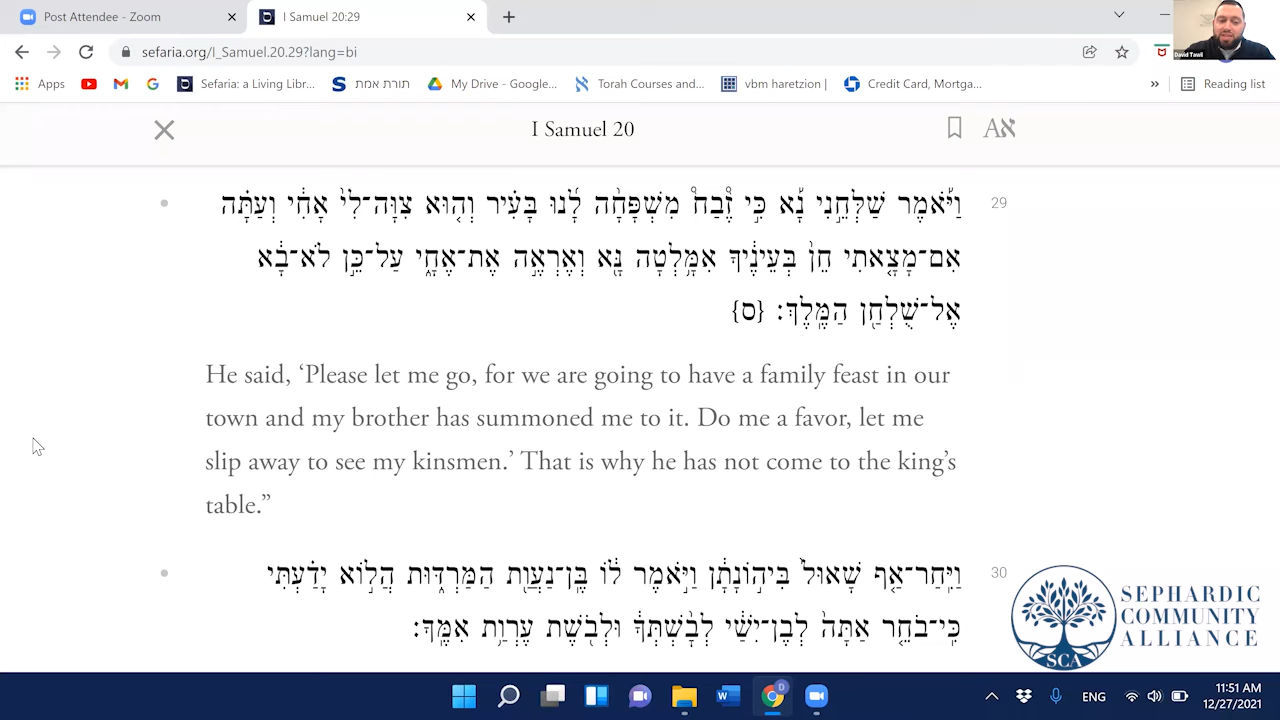 Post Attendee - Zoom
I Samuel 20:29
David Tawil
sefaria.org/I_Samuel.20.29?lang=bi
Apps
Sefaria: a Living Libr...
תורת אמת
My Drive - Google...
Torah Courses and...
vbm haretzion |
Credit Card, Mortga...
»
Reading list
I Samuel 20
Aא
29
וַיֹּ֡אמֶר שַׁלְּחֵ֣נִי נָ֡א כִּ֣י זֶ֩בַח֩ מִשְׁפָּחָ֨ה לָ֜נוּ בָּעִ֗יר וְה֤וּא צִוָּה־לִי֙ אָחִ֔י וְעַתָּ֗ה
אִם־מָצָ֤אתִי חֵן֙ בְּעֵינֶ֔יךָ אִמָּ֥לְטָה נָּ֖א וְאֶרְאֶ֣ה אֶת־אֶחָ֑י עַל־כֵּ֣ן לֹא־בָ֔א
אֶל־שֻׁלְחַ֖ן הַמֶּֽלֶךְ׃ {ס}
He said, ‘Please let me go, for we are going to have a family feast in our
town and my brother has summoned me to it. Do me a favor, let me
slip away to see my kinsmen.’ That is why he has not come to the king’s
table.”
30
וַיִּֽחַר־אַ֤ף שָׁאוּל֙ בִּיה֣וֹנָתָ֔ן וַיֹּ֣אמֶר ל֔וֹ בֶּֽן־נַעֲוַ֖ת הַמַּרְדּ֑וּת הֲל֣וֹא יָדַ֗עְתִּי
כִּֽי־בֹחֵ֤ר אַתָּה֙ לְבֶן־יִשַׁ֔י לְבָ֨שְׁתְּךָ֔ וּלְבֹ֖שֶׁת עֶרְוַ֥ת אִמֶּֽךָ׃
SEPHARDIC
COMMUNITY
ALLIANCE
SCA
D
ENG
11:51 AM
12/27/2021